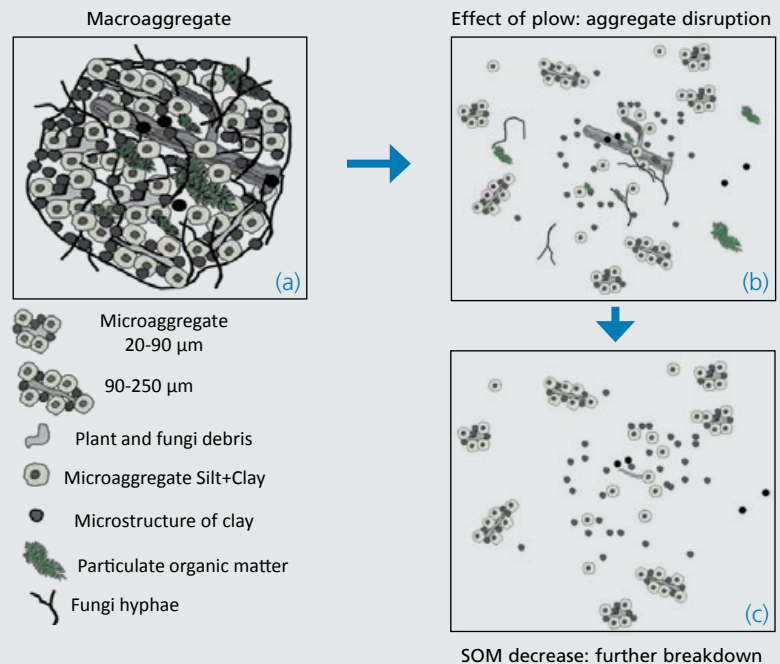 Macroaggregate
Effect of plow: aggregate disruption
(a)
(b)
Microaggregate
20-90 µm
90-250 µm
Plant and fungi debris
Microaggregate Silt+Clay
Microstructure of clay
Particulate organic matter
Fungi hyphae
(c)
SOM decrease: further breakdown